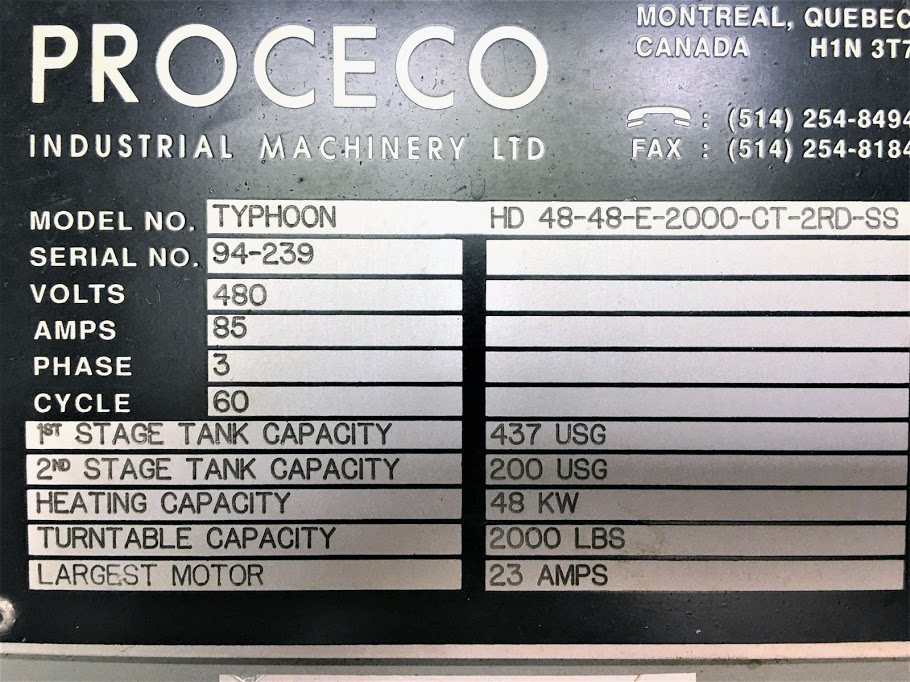 PROCECO
INDUSTRIAL MACHINERY LTD
MONTREAL, QUEBEC
CANADA H1N 3T7
: (514) 254-8494
FAX : (514) 254-8184
MODEL NO. TYPHOON HD 48-48-E-2000-CT-2RD-SS
SERIAL NO. 94-239
VOLTS 480
AMPS 85
PHASE 3
CYCLE 60
1ST STAGE TANK CAPACITY 437 USG
2ND STAGE TANK CAPACITY 200 USG
HEATING CAPACITY 48 KW
TURNTABLE CAPACITY 2000 LBS
LARGEST MOTOR 23 AMPS